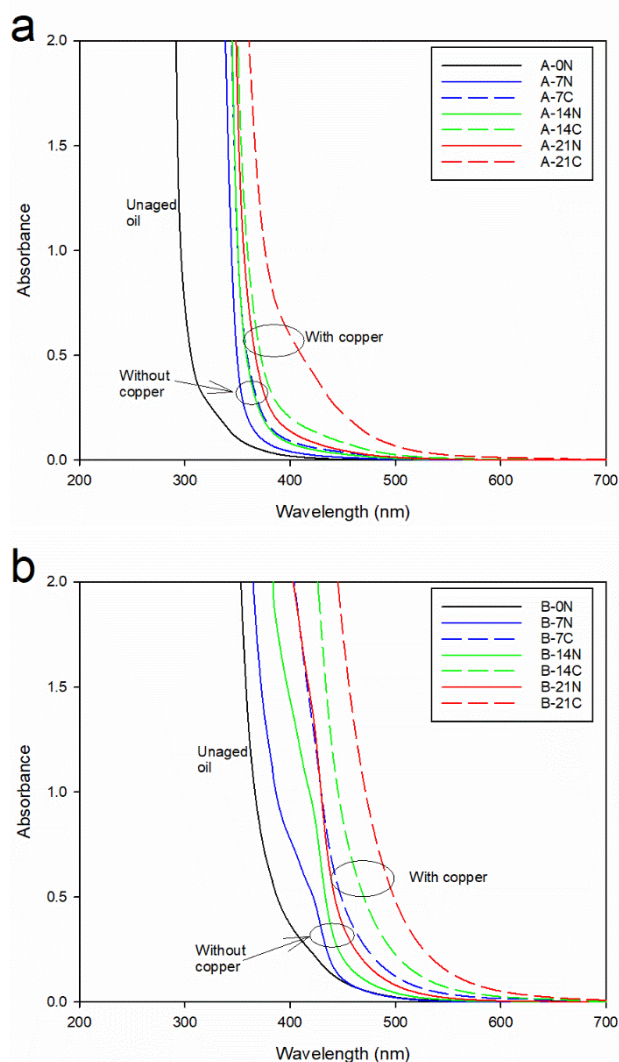 a
2.0
1.5
1.0
0.5
0.0
Absorbance
A-0N
A-7N
A-7C
A-14N
A-14C
A-21N
A-21C
Unaged
oil
With copper
Without
copper
200 300 400 500 600 700
Wavelength (nm)
b
2.0
1.5
1.0
0.5
0.0
Absorbance
B-0N
B-7N
B-7C
B-14N
B-14C
B-21N
B-21C
Unaged
oil
With copper
Without
copper
200 300 400 500 600 700
Wavelength (nm)